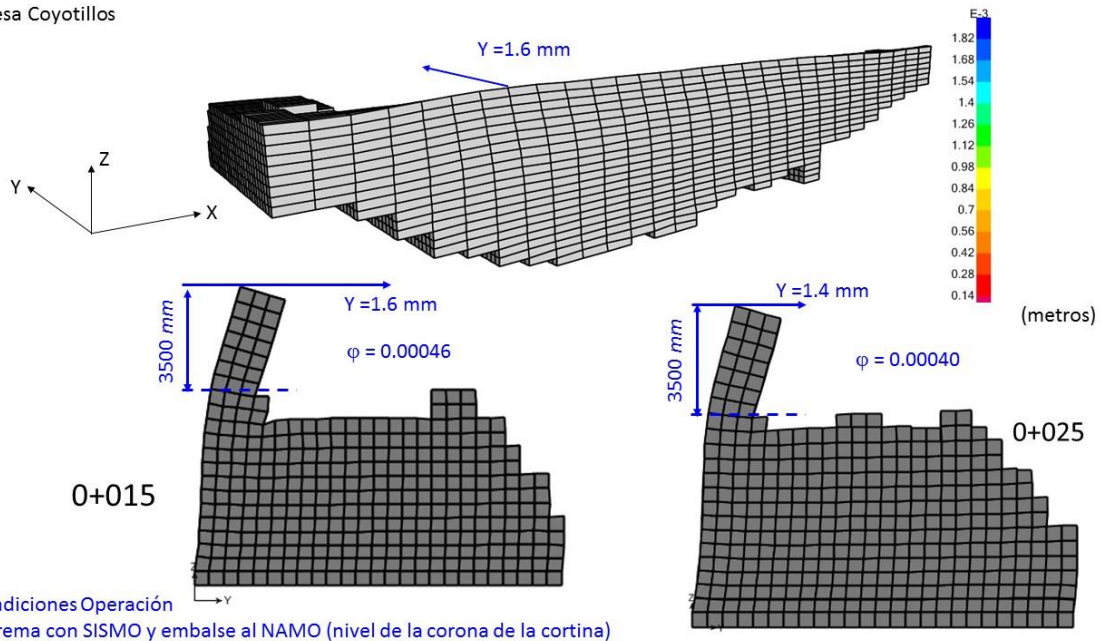 esa Coyotillos
E-3
Y =1.6 mm
1.82
1.68
1.54
1.4
1.26
1.12
0.98
0.84
0.7
0.56
0.42
0.28
0.14
(metros)
Z
Y
X
Y =1.6 mm
3500 mm
φ = 0.00046
0+015
Z
Y
Y =1.4 mm
3500 mm
φ = 0.00040
0+025
Z
ndiciones Operación
rema con SISMO y embalse al NAMO (nivel de la corona de la cortina)